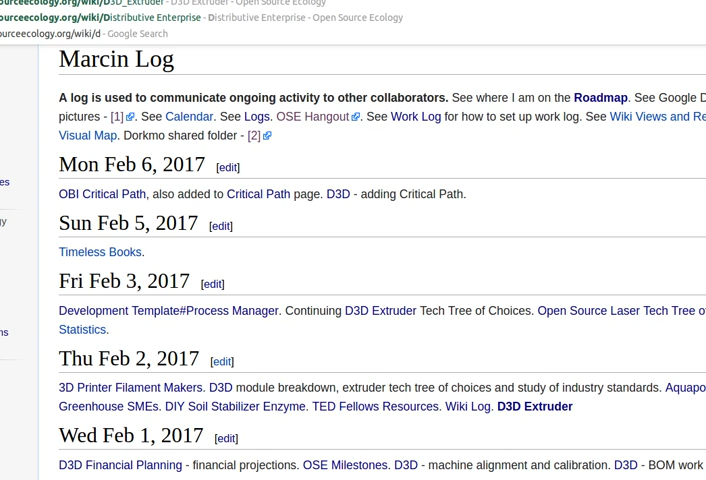 ourceecology.org/wiki/D3D_Extruder - D3D Extruder - Open Source Ecology
ourceecology.org/wiki/Distributive Enterprise - Distributive Enterprise - Open Source Ecology
ourceecology.org/wiki/d - Google Search
Marcin Log
A log is used to communicate ongoing activity to other collaborators. See where I am on the Roadmap. See Google D
pictures - [1]. See Calendar. See Logs. OSE Hangout. See Work Log for how to set up work log. See Wiki Views and Re
Visual Map. Dorkmo shared folder - [2]
Mon Feb 6, 2017 [edit]
OBI Critical Path, also added to Critical Path page. D3D - adding Critical Path.
es
Sun Feb 5, 2017 [edit]
gy
Timeless Books.
Fri Feb 3, 2017 [edit]
Development Template#Process Manager. Continuing D3D Extruder Tech Tree of Choices. Open Source Laser Tech Tree o
ns
Statistics.
Thu Feb 2, 2017 [edit]
3D Printer Filament Makers. D3D module breakdown, extruder tech tree of choices and study of industry standards. Aquapo
Greenhouse SMEs. DIY Soil Stabilizer Enzyme. TED Fellows Resources. Wiki Log. D3D Extruder
Wed Feb 1, 2017 [edit]
D3D Financial Planning - financial projections. OSE Milestones. D3D - machine alignment and calibration. D3D - BOM work